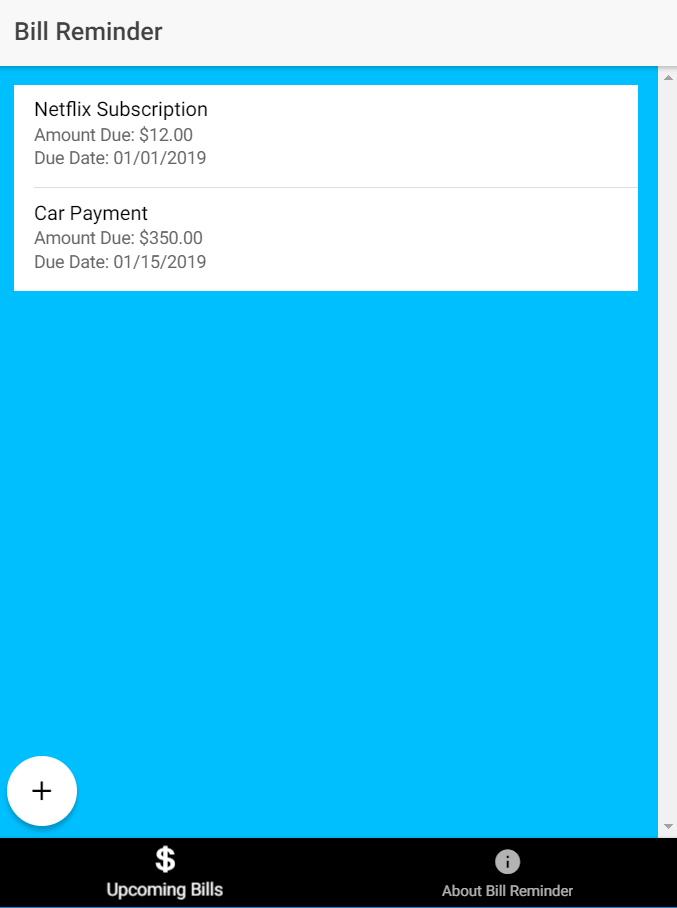 Bill Reminder
Netflix Subscription
Amount Due: $12.00
Due Date: 01/01/2019
Car Payment
Amount Due: $350.00
Due Date: 01/15/2019
Upcoming Bills
About Bill Reminder